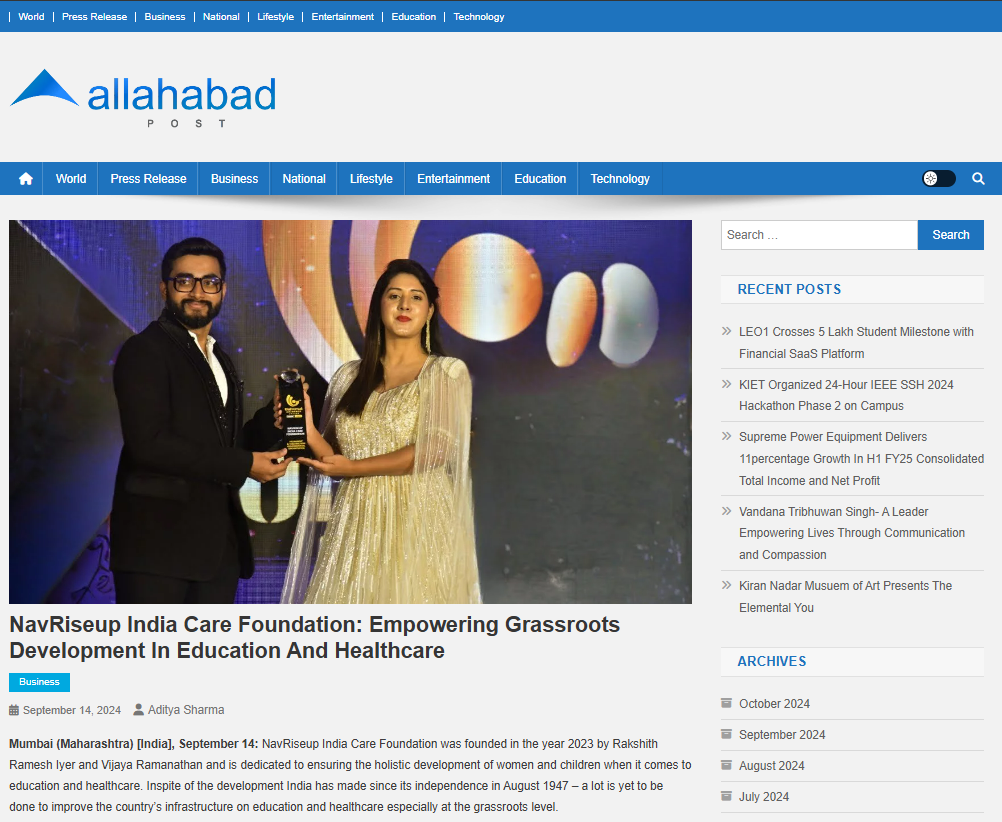 World
Press Release
Business
National
Lifestyle
Entertainment
Education
Technology
allahabad
POST
World
Press Release
Business
National
Lifestyle
Entertainment
Education
Technology
Search …
Search
NavRiseup India Care Foundation: Empowering Grassroots
Development In Education And Healthcare
Business
September 14, 2024
Aditya Sharma
Mumbai (Maharashtra) [India], September 14: NavRiseup India Care Foundation was founded in the year 2023 by Rakshith
Ramesh Iyer and Vijaya Ramanathan and is dedicated to ensuring the holistic development of women and children when it comes to
education and healthcare. Inspite of the development India has made since its independence in August 1947 – a lot is yet to be
done to improve the country’s infrastructure on education and healthcare especially at the grassroots level.
RECENT POSTS
LEO1 Crosses 5 Lakh Student Milestone with
Financial SaaS Platform
KIET Organized 24-Hour IEEE SSH 2024
Hackathon Phase 2 on Campus
Supreme Power Equipment Delivers
11percentage Growth In H1 FY25 Consolidated
Total Income and Net Profit
Vandana Tribhuwan Singh- A Leader
Empowering Lives Through Communication
and Compassion
Kiran Nadar Musuem of Art Presents The
Elemental You
ARCHIVES
October 2024
September 2024
August 2024
July 2024